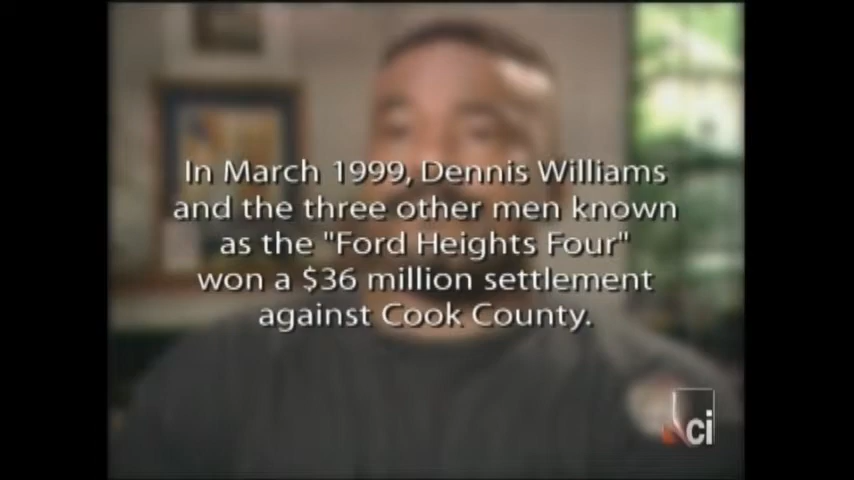 In March 1999, Dennis Williams
and the three other men known
as the "Ford Heights Four"
won a $36 million settlement
against Cook County.
ci